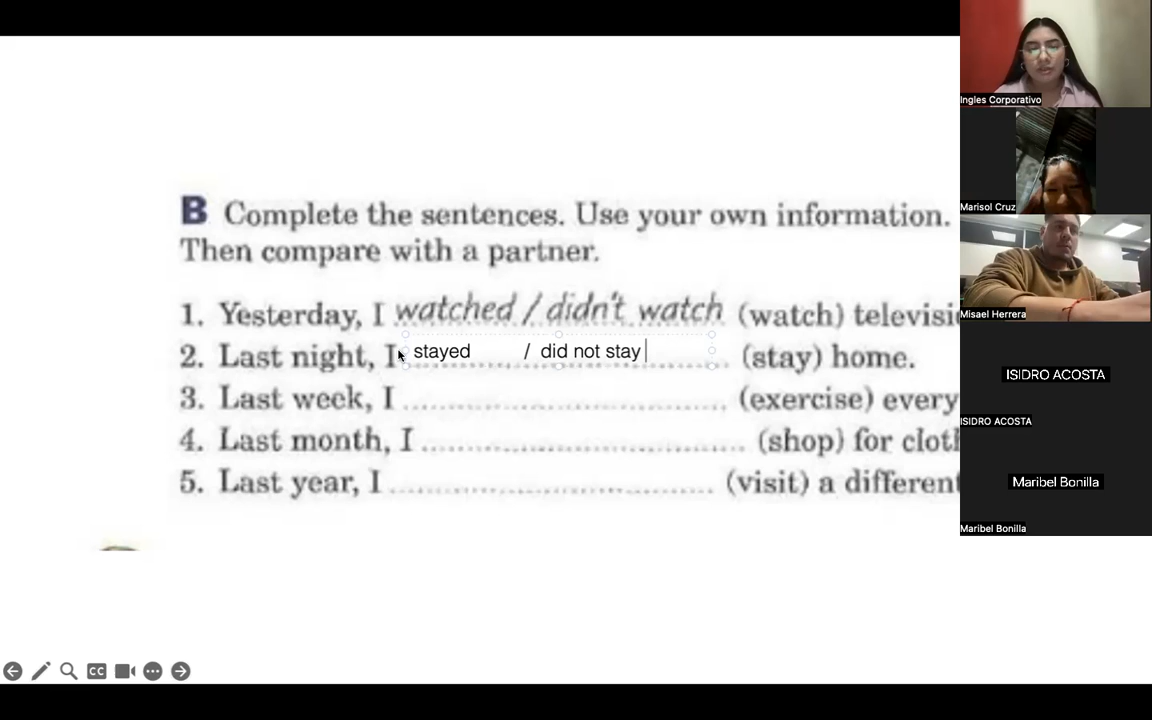 B Complete the sentences. Use your own information.
Then compare with a partner.
1. Yesterday, I watched / didn't watch (watch) televisi
2. Last night, I stayed / did not stay (stay) home.
3. Last week, I (exercise) every
4. Last month, I (shop) for clot
5. Last year, I (visit) a different
Ingles Corporativo
Marisol Cruz
Misael Herrera
ISIDRO ACOSTA
ISIDRO ACOSTA
Maribel Bonilla
Maribel Bonilla
CC